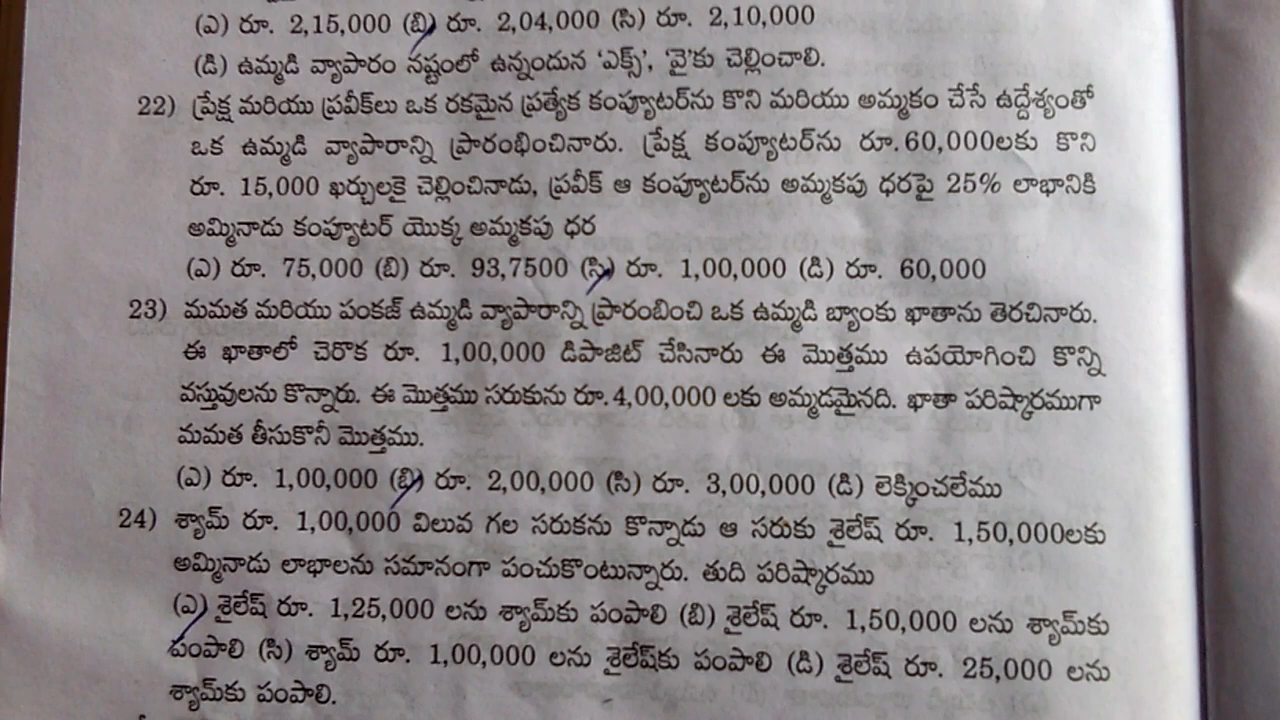 (ఎ) రూ. 2,15,000 (బి) రూ. 2,04,000 (సి) రూ. 2,10,000
(డి) ఉమ్మడి వ్యాపారం నష్టంలో ఉన్నందున ‘ఎక్స్’, ‘వై’కు చెల్లించాలి.
22) ప్రేక్ష మరియు ప్రవీక్‌లు ఒక రకమైన ప్రత్యేక కంప్యూటర్‌ను కొని మరియు అమ్మకం చేసే ఉద్దేశ్యంతో
ఒక ఉమ్మడి వ్యాపారాన్ని ప్రారంభించినారు. ప్రేక్ష కంప్యూటర్‌ను రూ.60,000లకు కొని
రూ. 15,000 ఖర్చులకై చెల్లించినాడు, ప్రవీక్ ఆ కంప్యూటర్‌ను అమ్మకపు ధరపై 25% లాభానికి
అమ్మినాడు కంప్యూటర్ యొక్క అమ్మకపు ధర
(ఎ) రూ. 75,000 (బి) రూ. 93,7500 (సి) రూ. 1,00,000 (డి) రూ. 60,000
23) మమత మరియు పంకజ్ ఉమ్మడి వ్యాపారాన్ని ప్రారంబించి ఒక ఉమ్మడి బ్యాంకు ఖాతాను తెరచినారు.
ఈ ఖాతాలో చెరొక రూ. 1,00,000 డిపాజిట్ చేసినారు ఈ మొత్తము ఉపయోగించి కొన్ని
వస్తువులను కొన్నారు. ఈ మొత్తము సరుకును రూ.4,00,000 లకు అమ్మడమైనది. ఖాతా పరిష్కారముగా
మమత తీసుకొనీ మొత్తము.
(ఎ) రూ. 1,00,000 (బి) రూ. 2,00,000 (సి) రూ. 3,00,000 (డి) లెక్కించలేము
24) శ్యామ్ రూ. 1,00,000 విలువ గల సరుకను కొన్నాడు ఆ సరుకు శైలేష్ రూ. 1,50,000లకు
అమ్మినాడు లాభాలను సమానంగా పంచుకొంటున్నారు. తుది పరిష్కారము
(ఎ) శైలేష్ రూ. 1,25,000 లను శ్యామ్‌కు పంపాలి (బి) శైలేష్ రూ. 1,50,000 లను శ్యామ్‌కు
పంపాలి (సి) శ్యామ్ రూ. 1,00,000 లను శైలేష్‌కు పంపాలి (డి) శైలేష్ రూ. 25,000 లను
శ్యామ్‌కు పంపాలి.